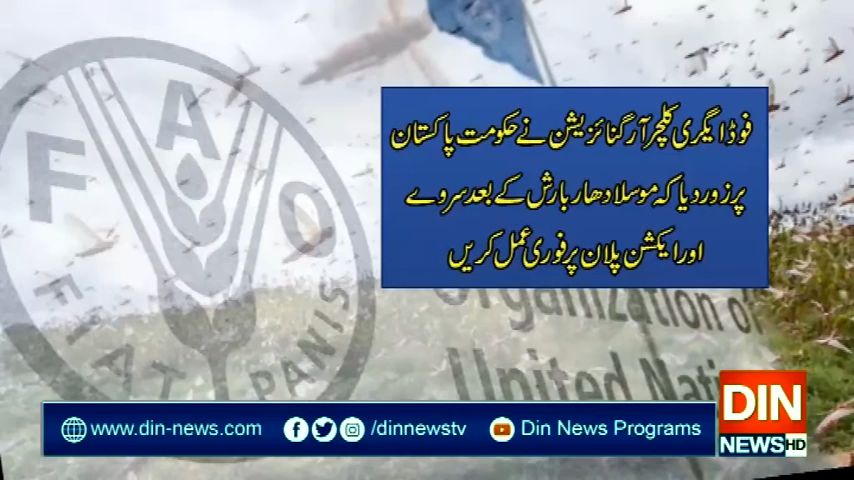 FAO
FIAT PANIS
فوڈ ایگری کلچر آرگنائزیشن نے حکومت پاکستان
پر زور دیا کہ موسلادھار بارش کے بعد سروے
اور ایکشن پلان پر فوری عمل کریں
Organization of
United Nati
www.din-news.com
/dinnewstv
Din News Programs
DIN
NEWS HD